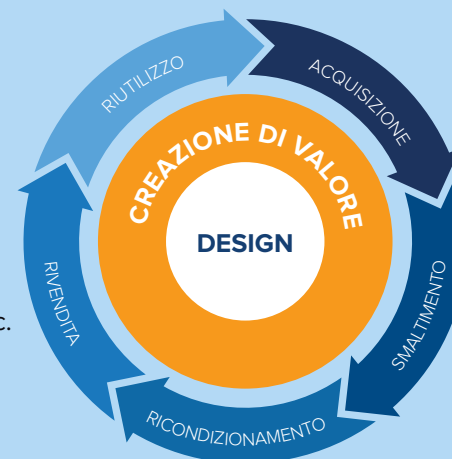 RIUTILIZZO
ACQUISIZIONE
CREAZIONE DI VALORE
DESIGN
RIVENDITA
SMALTIMENTO
c.
RICONDIZIONAMENTO